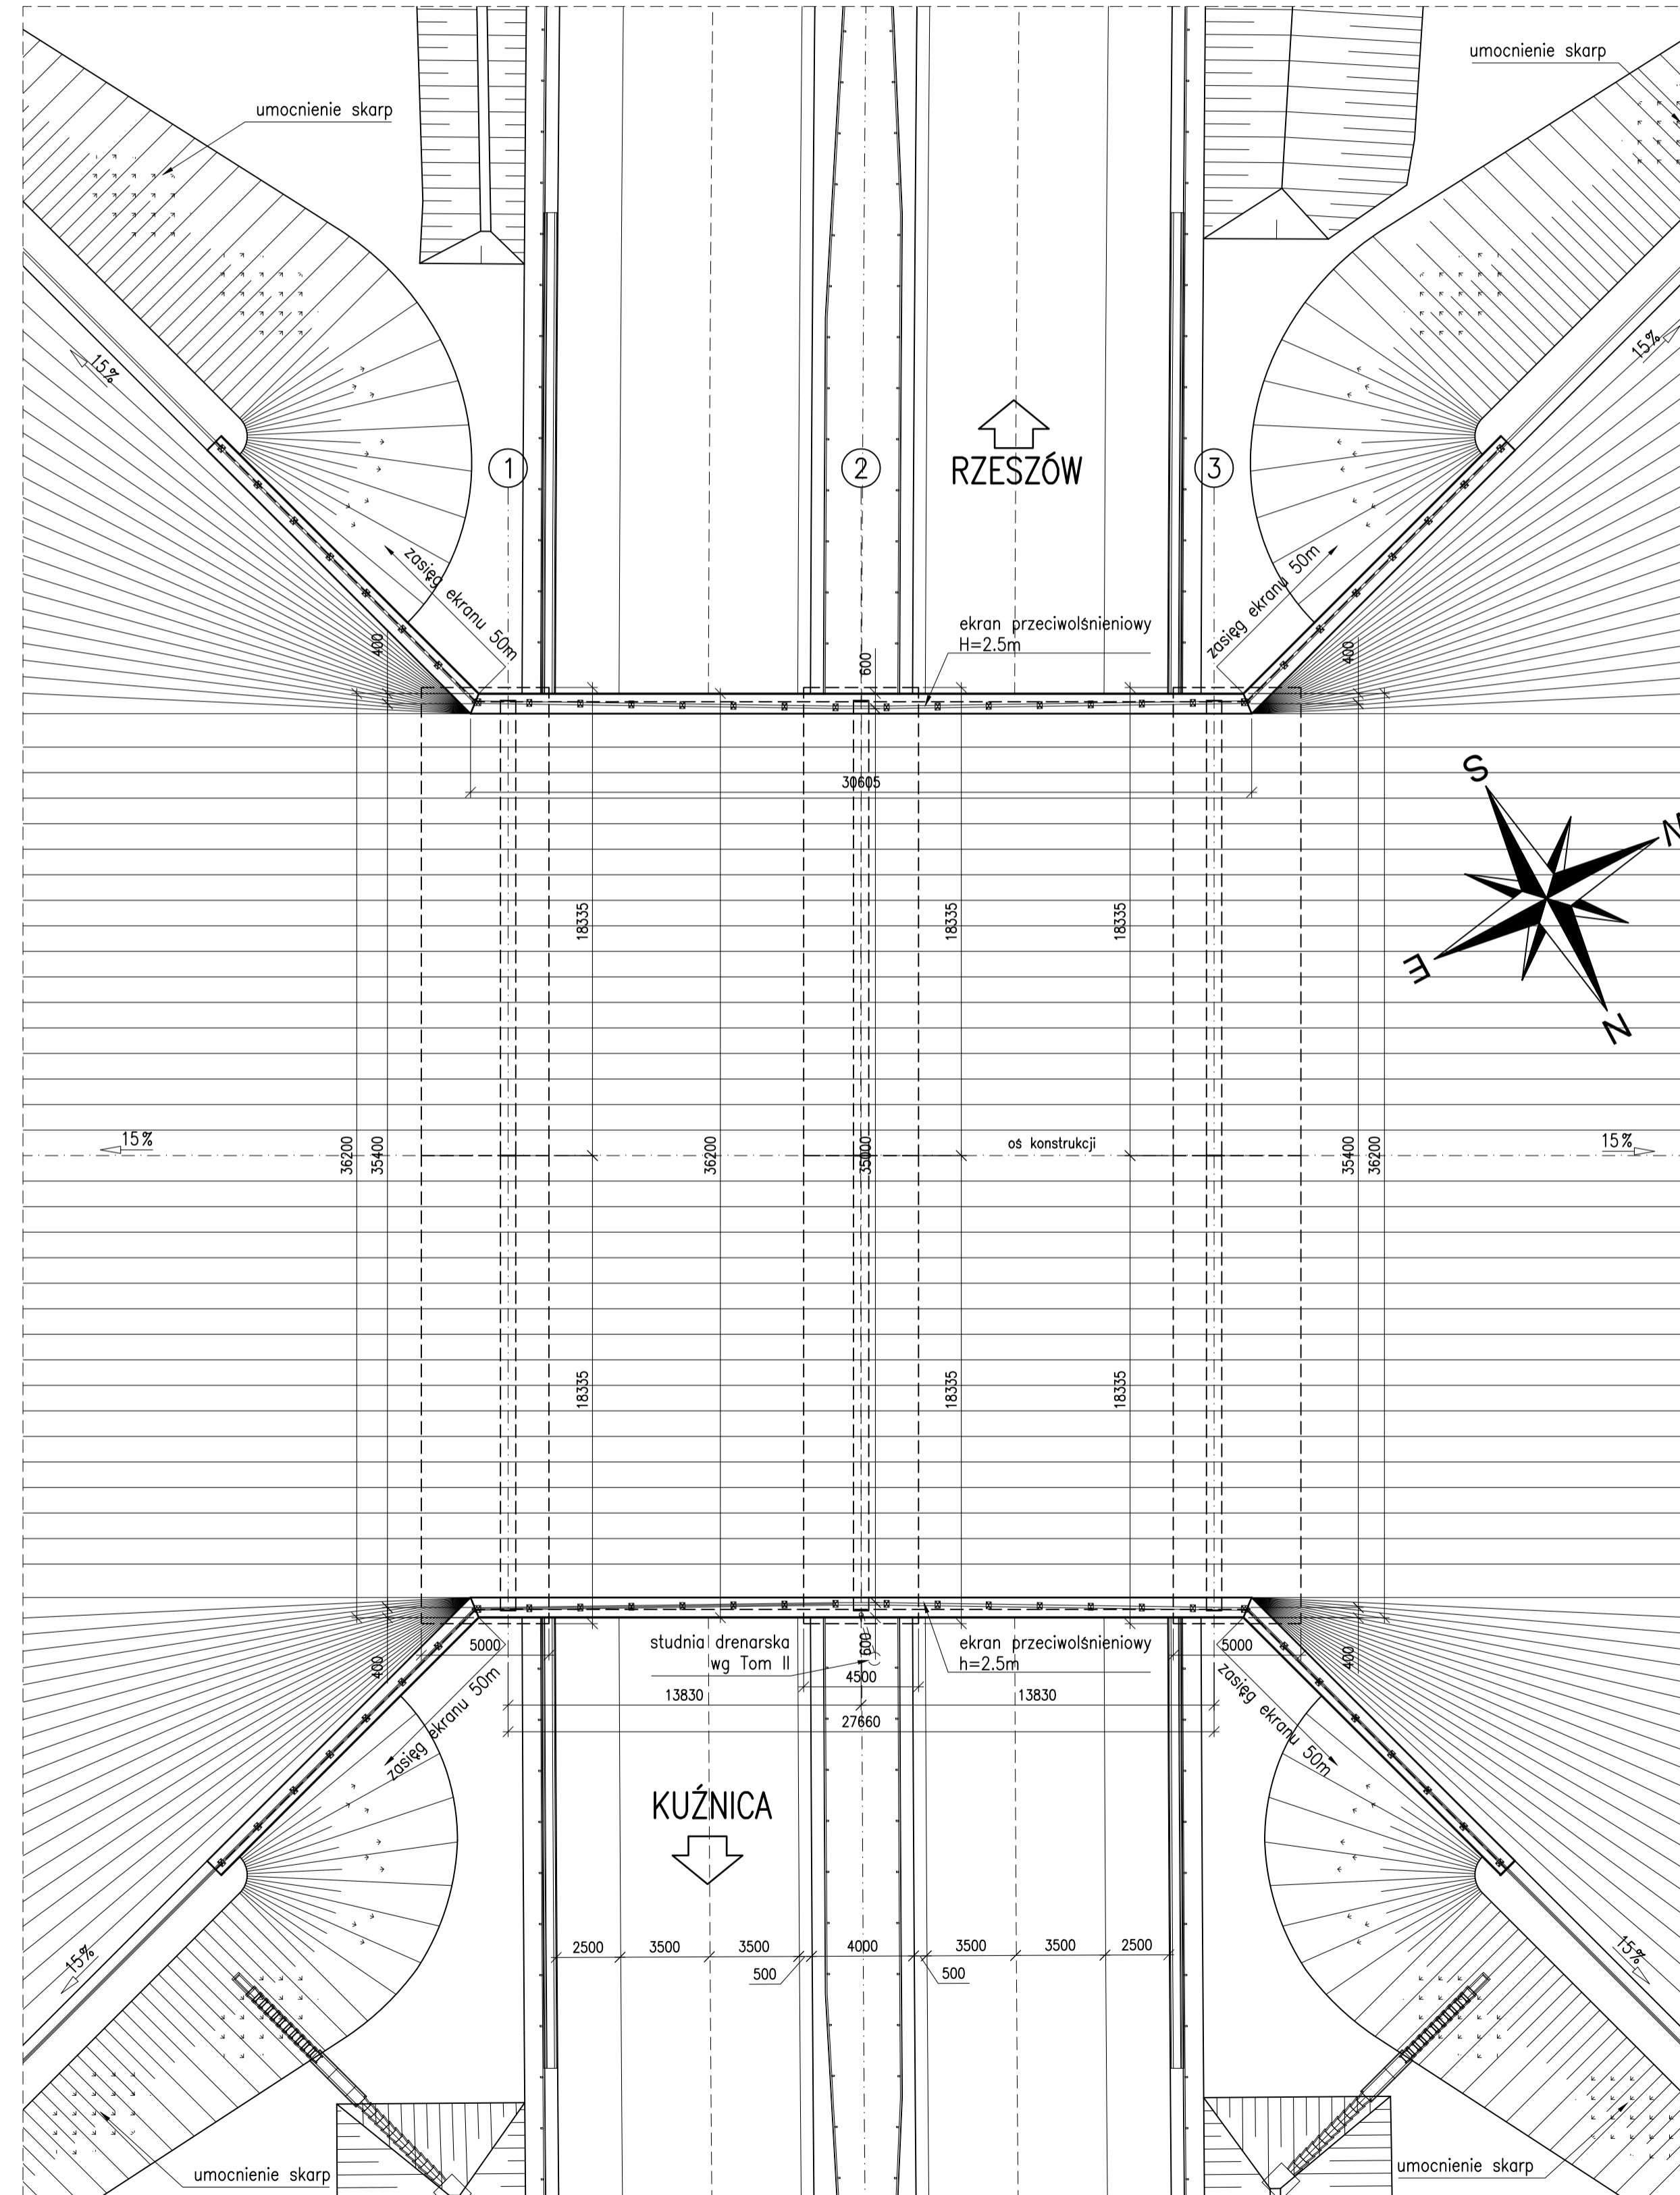 umocnienie skarp
umocnienie skarp
15%
15%
1
2
3
RZESZÓW
zasięg ekranu 50m
zasięg ekranu 50m
ekran przeciwolśnieniowy
H=2.5m
400
600
400
30605
S
E
N
18335
18335
18335
15%
36200
35400
36200
35000
oś konstrukcji
35400
36200
15%
18335
18335
18335
5000
studnia drenarska
wg Tom II
600
ekran przeciwolśnieniowy
h=2.5m
5000
400
400
4500
13830
13830
27660
zasięg ekranu 50m
zasięg ekranu 50m
KUŹNICA
15%
15%
2500
3500
3500
4000
3500
3500
2500
500
500
umocnienie skarp
umocnienie skarp